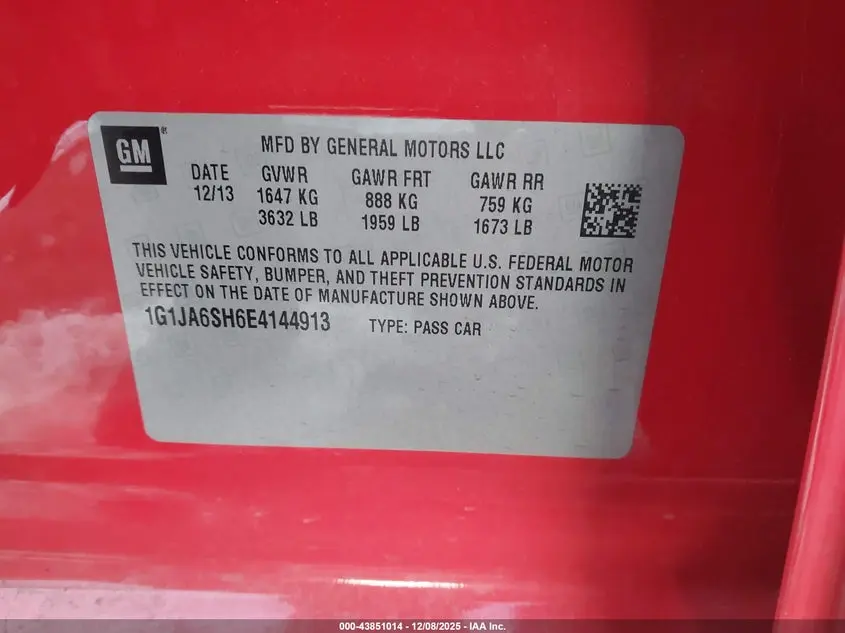 GM®
MFD BY GENERAL MOTORS LLC
DATE GVWR GAWR FRT GAWR RR
12/13 1647 KG 888 KG 759 KG
3632 LB 1959 LB 1673 LB
THIS VEHICLE CONFORMS TO ALL APPLICABLE U.S. FEDERAL MOTOR
VEHICLE SAFETY, BUMPER, AND THEFT PREVENTION STANDARDS IN
EFFECT ON THE DATE OF MANUFACTURE SHOWN ABOVE.
1G1JA6SH6E4144913 TYPE: PASS CAR
000-43851014 - 12/08/2025 - IAA Inc.